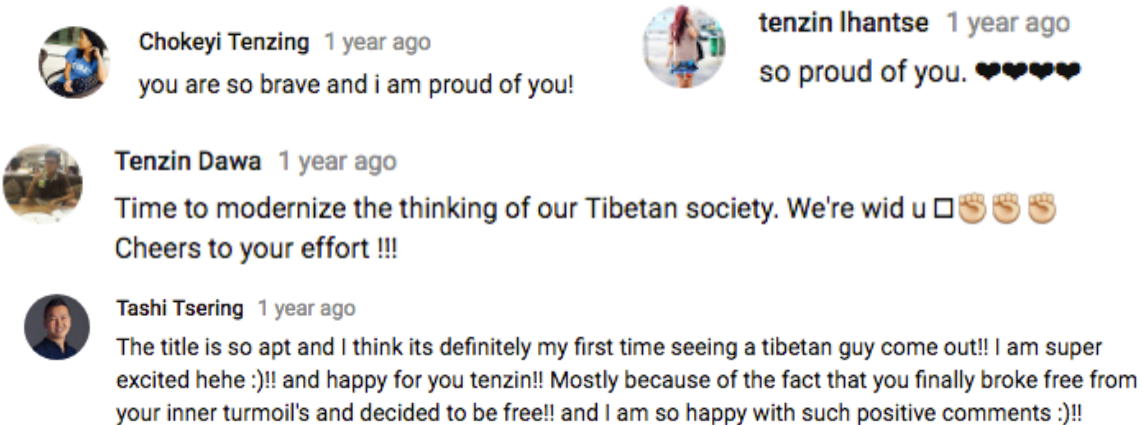 Chokeyi Tenzing 1 year ago
you are so brave and i am proud of you!
tenzin lhantse 1 year ago
so proud of you. ❤❤❤❤
Tenzin Dawa 1 year ago
Time to modernize the thinking of our Tibetan society. We're wid u □✊🏼✊🏼✊🏼
Cheers to your effort !!!
Tashi Tsering 1 year ago
The title is so apt and I think its definitely my first time seeing a tibetan guy come out!! I am super
excited hehe :)!! and happy for you tenzin!! Mostly because of the fact that you finally broke free from
your inner turmoil's and decided to be free!! and I am so happy with such positive comments :)!!